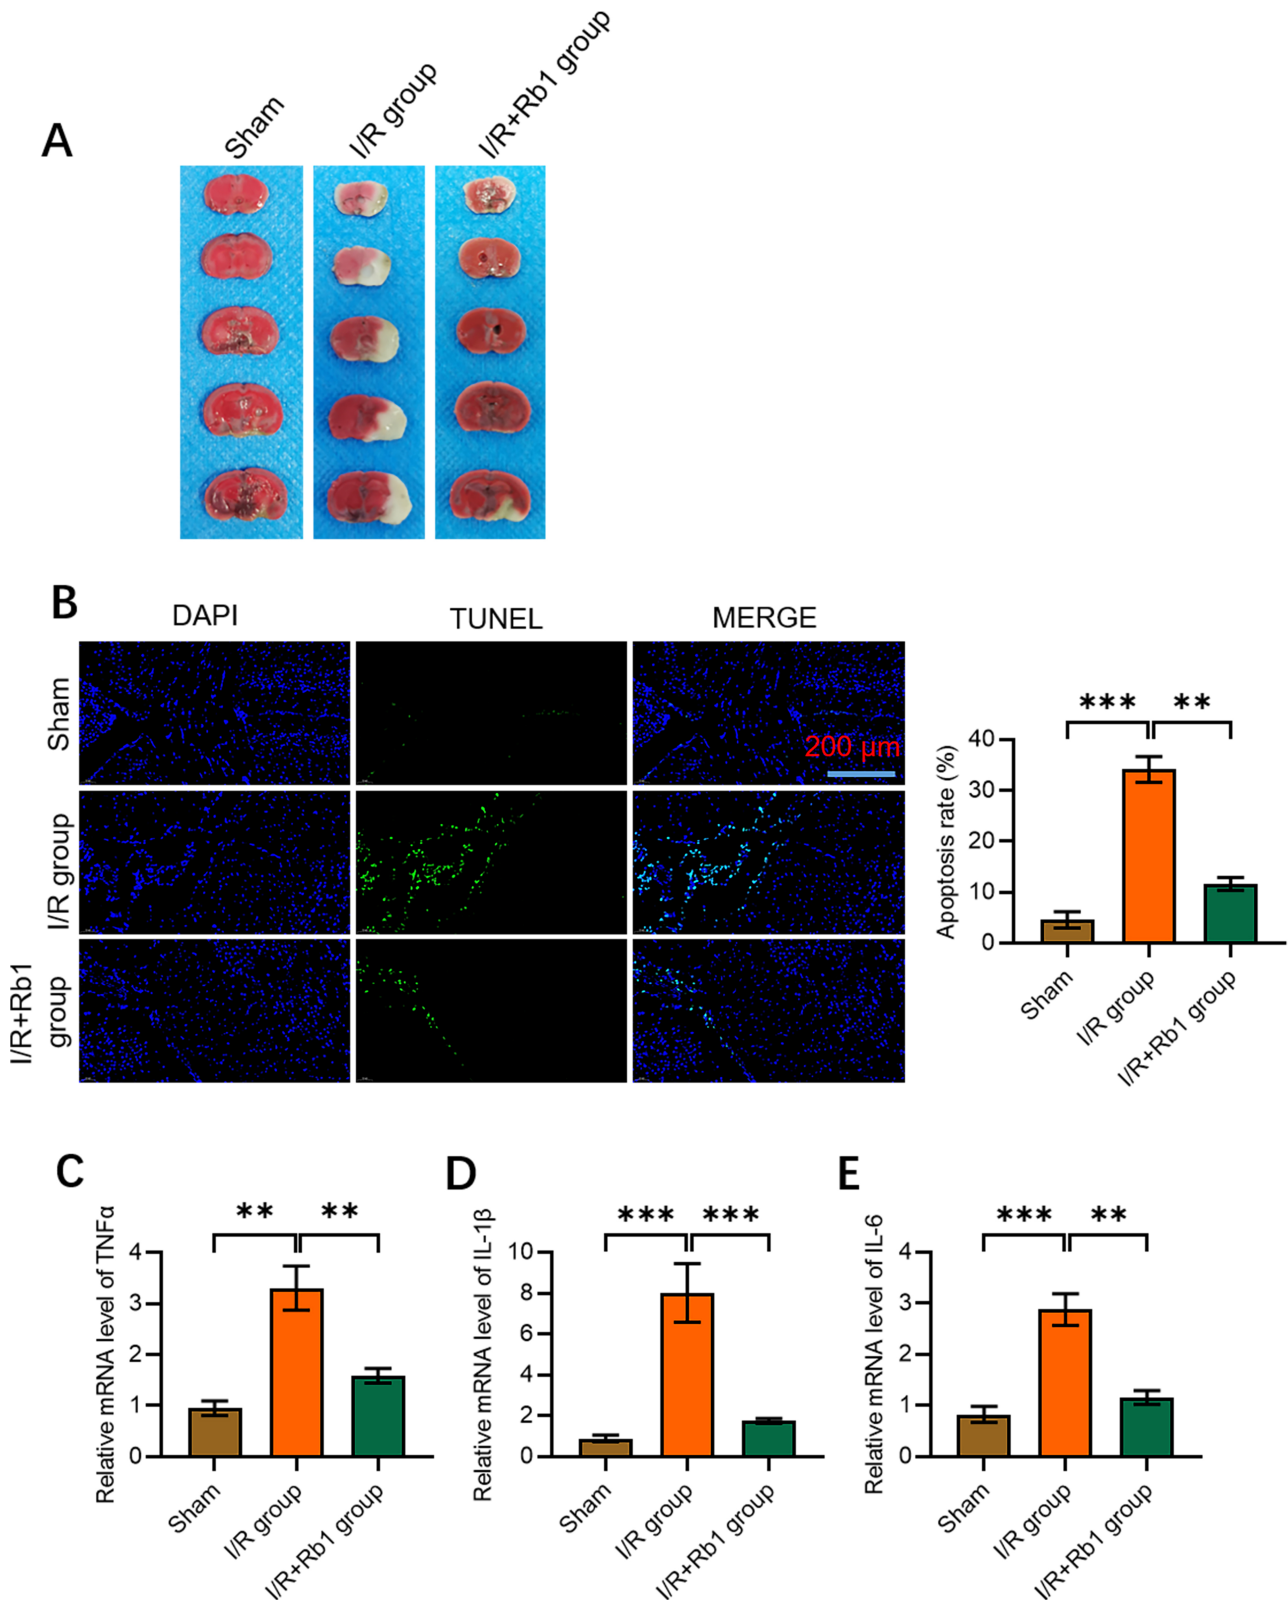 A
Sham
I/R group
I/R+Rb1 group
B
DAPI
TUNEL
MERGE
Sham
I/R group
I/R+Rb1
group
200 µm
*** **
Apoptosis rate (%)
40
30
20
10
0
Sham
I/R group
I/R+Rb1 group
C
** **
Relative mRNA level of TNFα
4
3
2
1
0
Sham
I/R group
I/R+Rb1 group
D
*** ***
Relative mRNA level of IL-1β
10
8
6
4
2
0
Sham
I/R group
I/R+Rb1 group
E
*** **
Relative mRNA level of IL-6
4
3
2
1
0
Sham
I/R group
I/R+Rb1 group